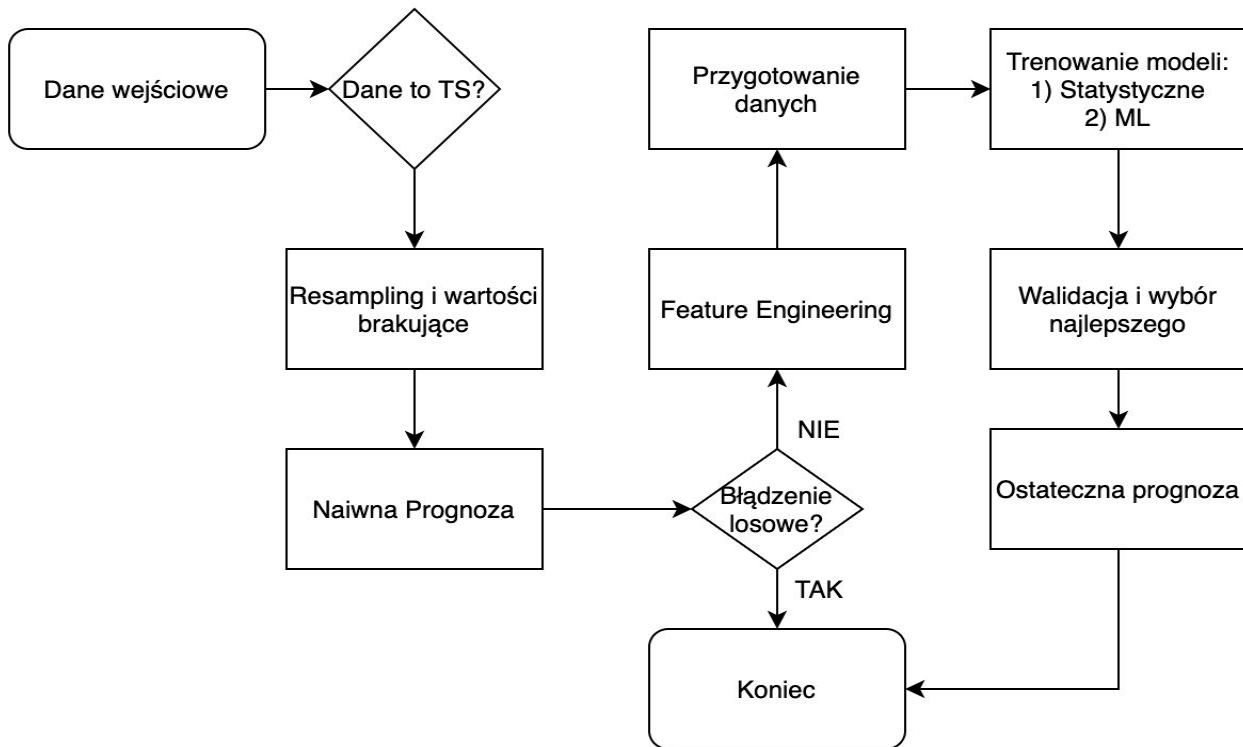 Dane wejściowe
Dane to TS?
Resampling i wartości
brakujące
Naiwna Prognoza
Błądzenie
losowe?
NIE
TAK
Feature Engineering
Przygotowanie
danych
Trenowanie modeli:
1) Statystyczne
2) ML
Walidacja i wybór
najlepszego
Ostateczna prognoza
Koniec